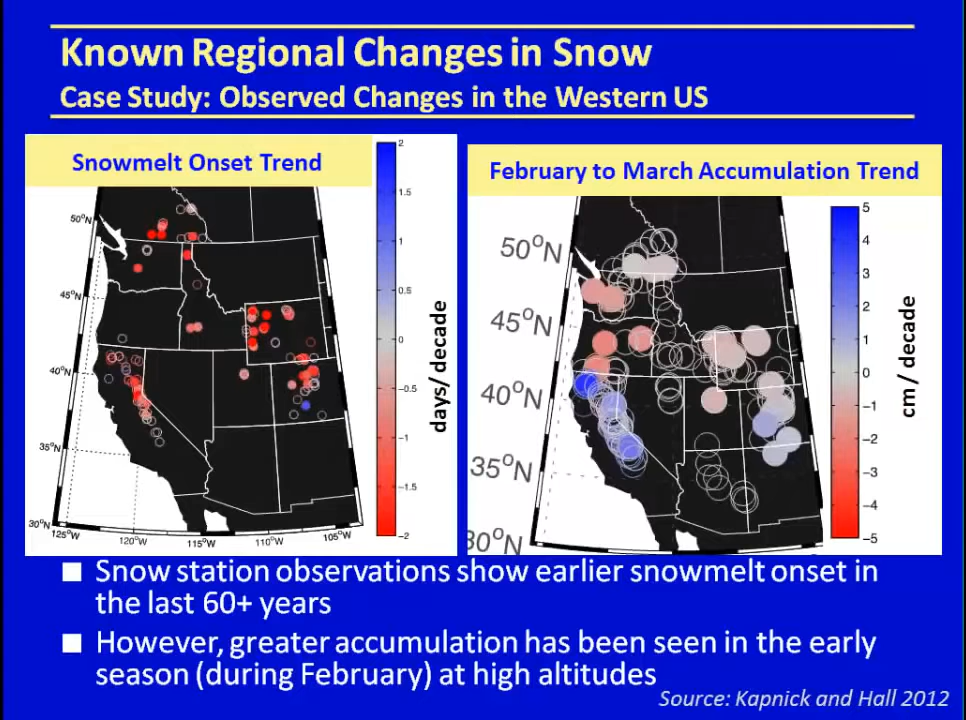 Known Regional Changes in Snow
Case Study: Observed Changes in the Western US
Snowmelt Onset Trend
2
1.5
1
0.5
0
−0.5
−1
−1.5
−2
days/ decade
50°N
45°N
40°N
35°N
30°N
125°W
120°W
115°W
110°W
105°W
February to March Accumulation Trend
50°N
45°N
40°N
35°N
30°N
5
4
3
2
1
0
−1
−2
−3
−4
−5
cm / decade
Snow station observations show earlier snowmelt onset in
the last 60+ years
However, greater accumulation has been seen in the early
season (during February) at high altitudes
Source: Kapnick and Hall 2012